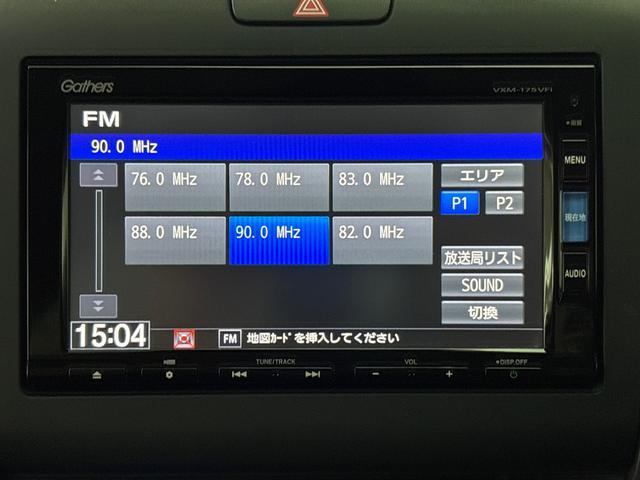 Gathers
VXM-175VFi
FM
90.0 MHz
76.0 MHz 78.0 MHz 83.0 MHz エリア
P1 P2
88.0 MHz 90.0 MHz 82.0 MHz
放送局リスト
SOUND
切換
15:04 FM 地図ｶｰﾄﾞを挿入してください
MENU
現在地
AUDIO
TUNE/TRACK VOL DISP.OFF
− +